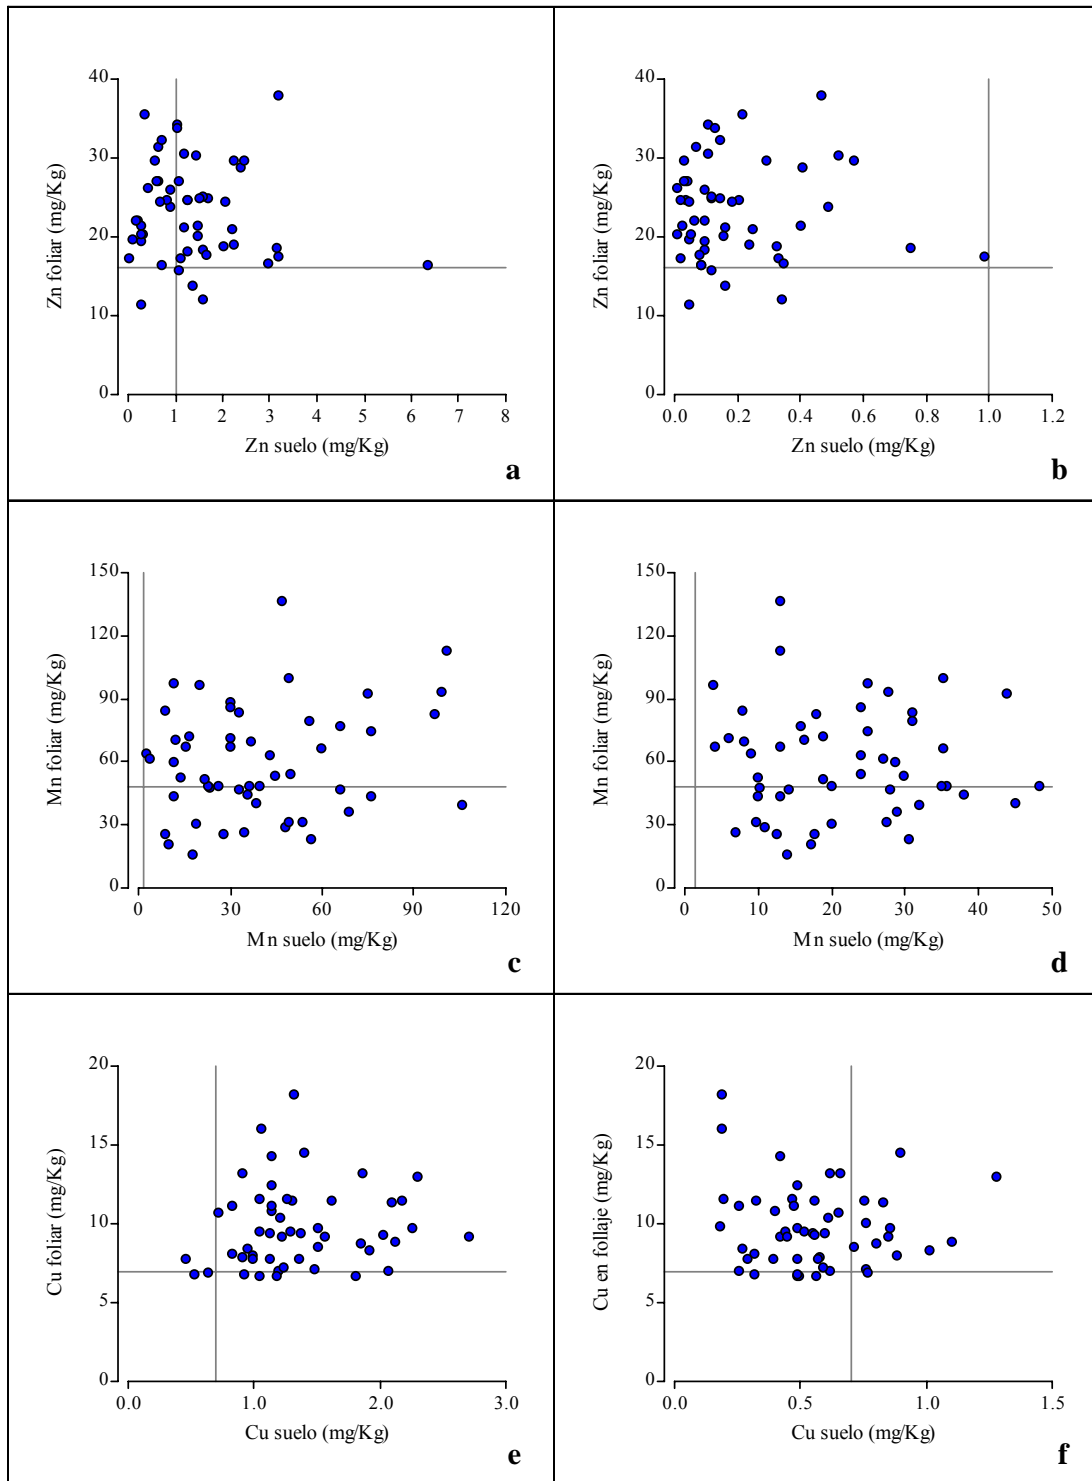 40
30
20
10
0
Zn foliar (mg/Kg)
0 1 2 3 4 5 6 7 8
Zn suelo (mg/Kg)
a
40
30
20
10
0
Zn foliar (mg/Kg)
0.0 0.2 0.4 0.6 0.8 1.0 1.2
Zn suelo (mg/Kg)
b
150
120
90
60
30
0
Mn foliar (mg/Kg)
0 30 60 90 120
Mn suelo (mg/Kg)
c
150
120
90
60
30
0
Mn foliar (mg/Kg)
0 10 20 30 40 50
Mn suelo (mg/Kg)
d
20
15
10
5
0
Cu foliar (mg/Kg)
0.0 1.0 2.0 3.0
Cu suelo (mg/Kg)
e
20
15
10
5
0
Cu en follaje (mg/Kg)
0.0 0.5 1.0 1.5
Cu suelo (mg/Kg)
f